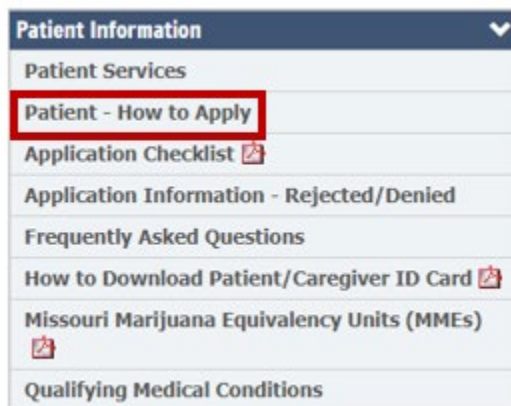 Patient Information
Patient Services
Patient - How to Apply
Application Checklist
Application Information - Rejected/Denied
Frequently Asked Questions
How to Download Patient/Caregiver ID Card
Missouri Marijuana Equivalency Units (MMEs)
Qualifying Medical Conditions